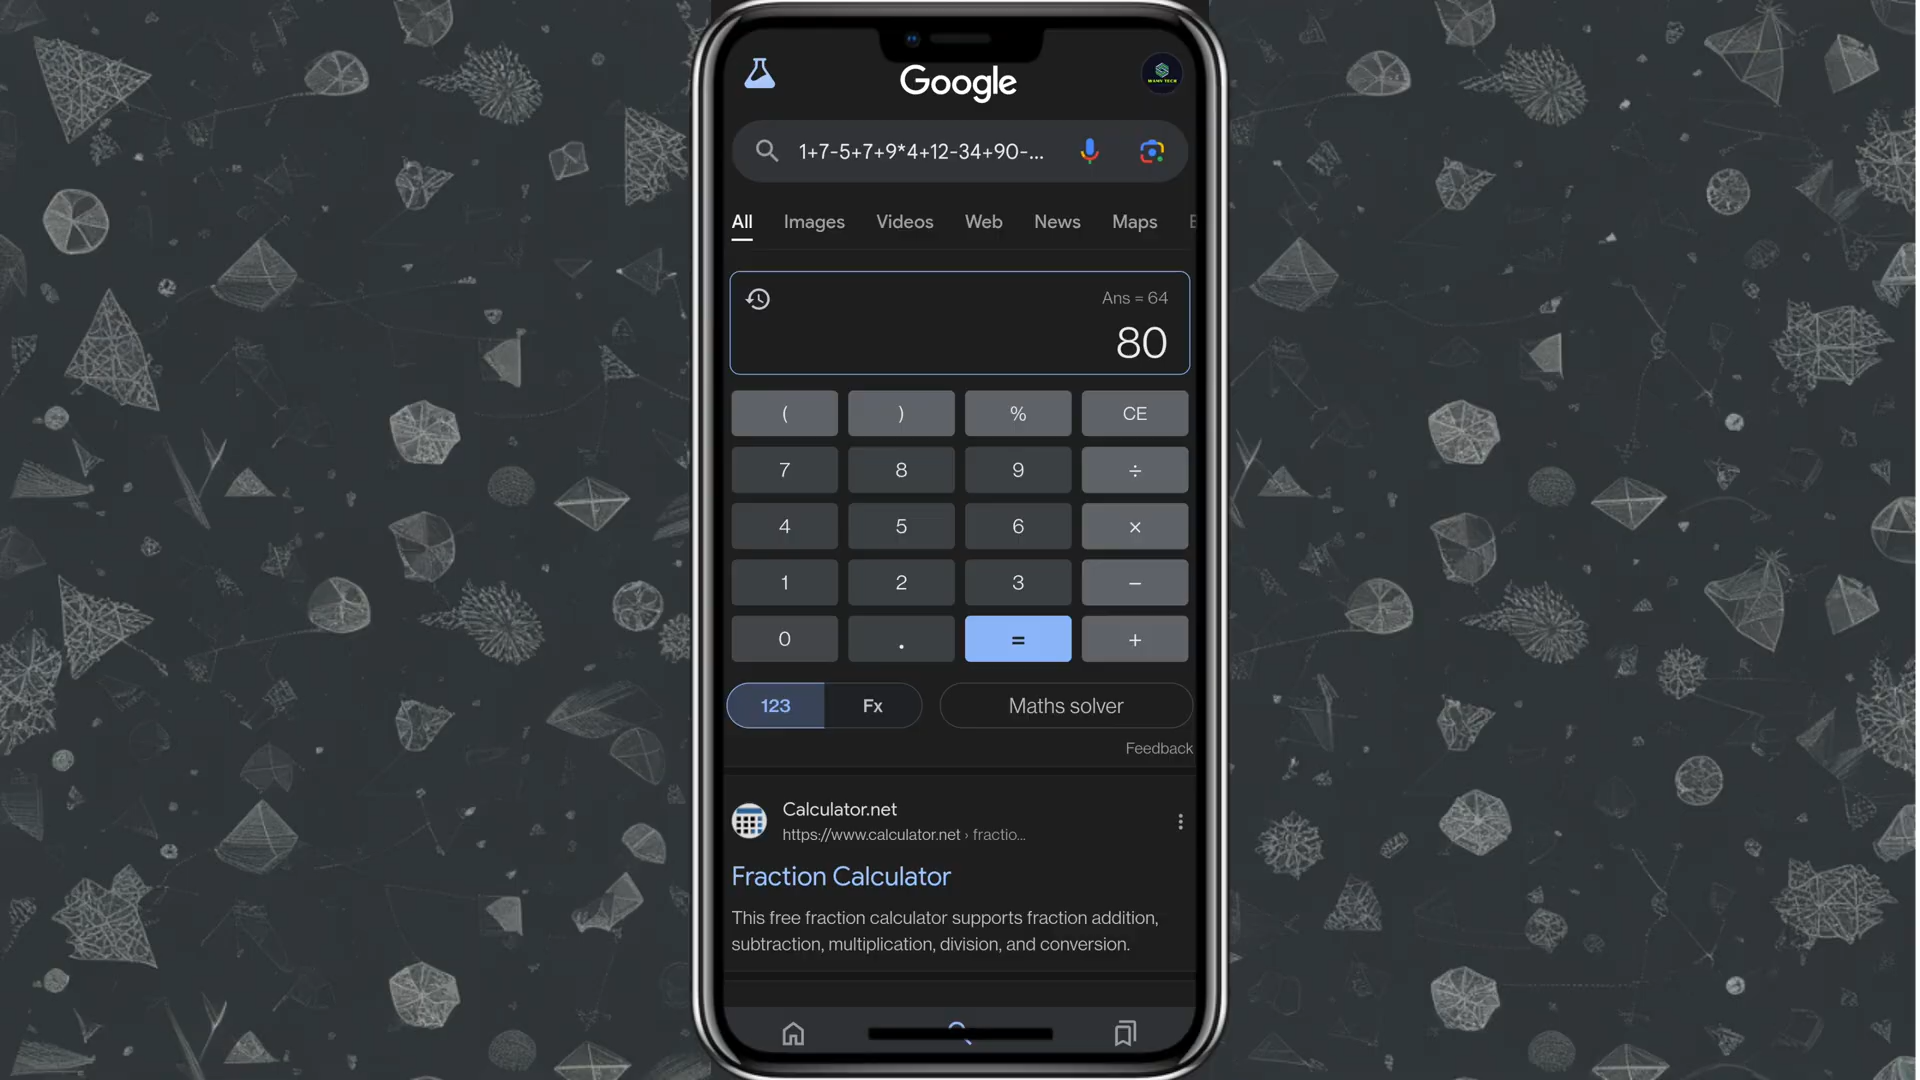 Google
1+7-5+7+9*4+12-34+90-...
All Images Videos Web News Maps
Ans = 64
80
( ) % CE
7 8 9 ÷
4 5 6 ×
1 2 3 −
0 . = +
123 Fx Maths solver
Feedback
Calculator.net
https://www.calculator.net › fractio...
Fraction Calculator
This free fraction calculator supports fraction addition,
subtraction, multiplication, division, and conversion.